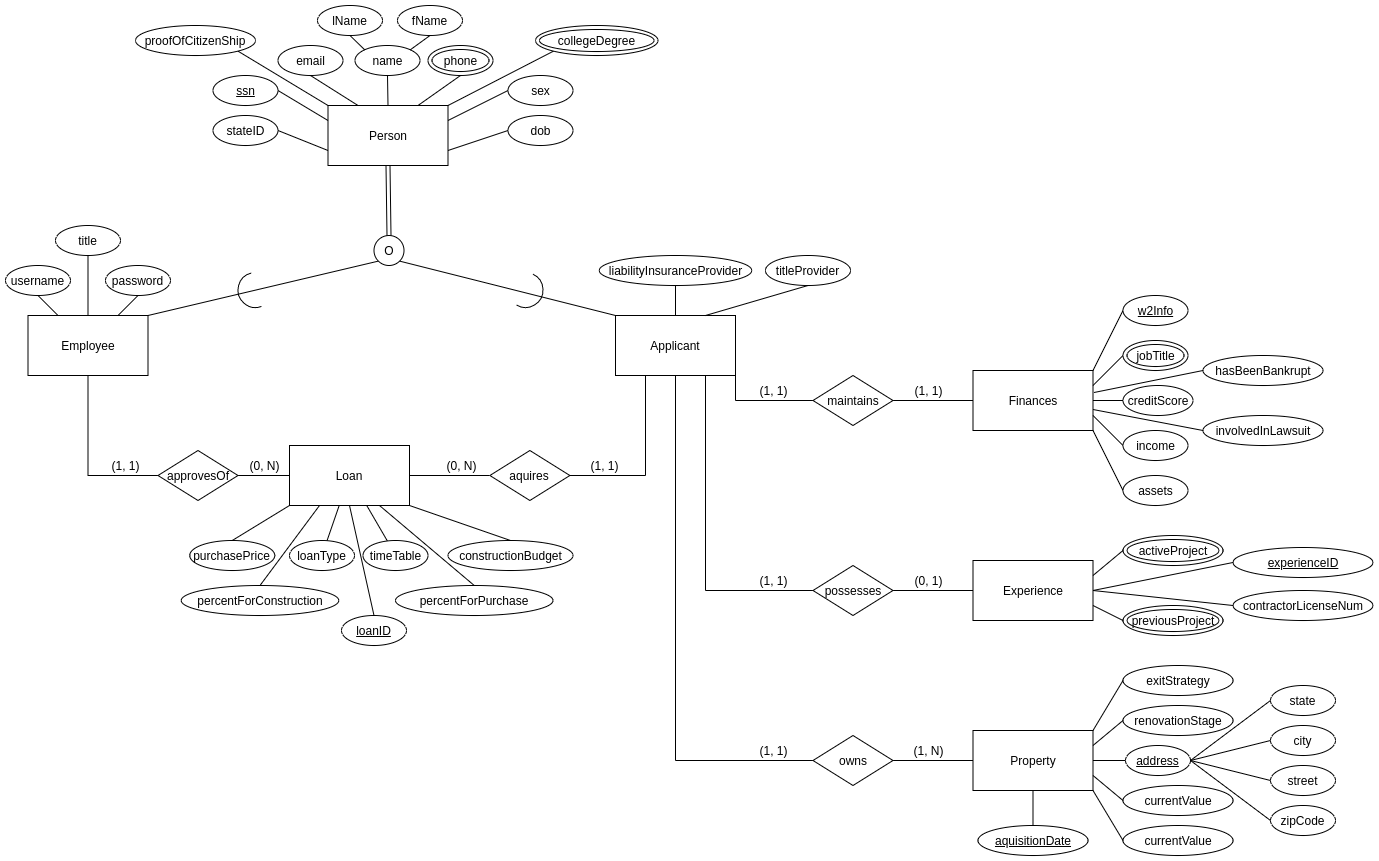 lName
fName
proofOfCitizenShip
collegeDegree
email
name
phone
ssn
sex
stateID
dob
Person
title
O
username
password
liabilityInsuranceProvider
titleProvider
Employee
Applicant
w2Info
jobTitle
hasBeenBankrupt
(1, 1)
maintains
(1, 1)
Finances
creditScore
involvedInLawsuit
income
assets
(1, 1)
approvesOf
(0, N)
Loan
(0, N)
aquires
(1, 1)
purchasePrice
loanType
timeTable
constructionBudget
percentForConstruction
percentForPurchase
loanID
activeProject
experienceID
(1, 1)
possesses
(0, 1)
Experience
contractorLicenseNum
previousProject
exitStrategy
state
renovationStage
city
(1, 1)
owns
(1, N)
Property
address
street
currentValue
zipCode
aquisitionDate
currentValue